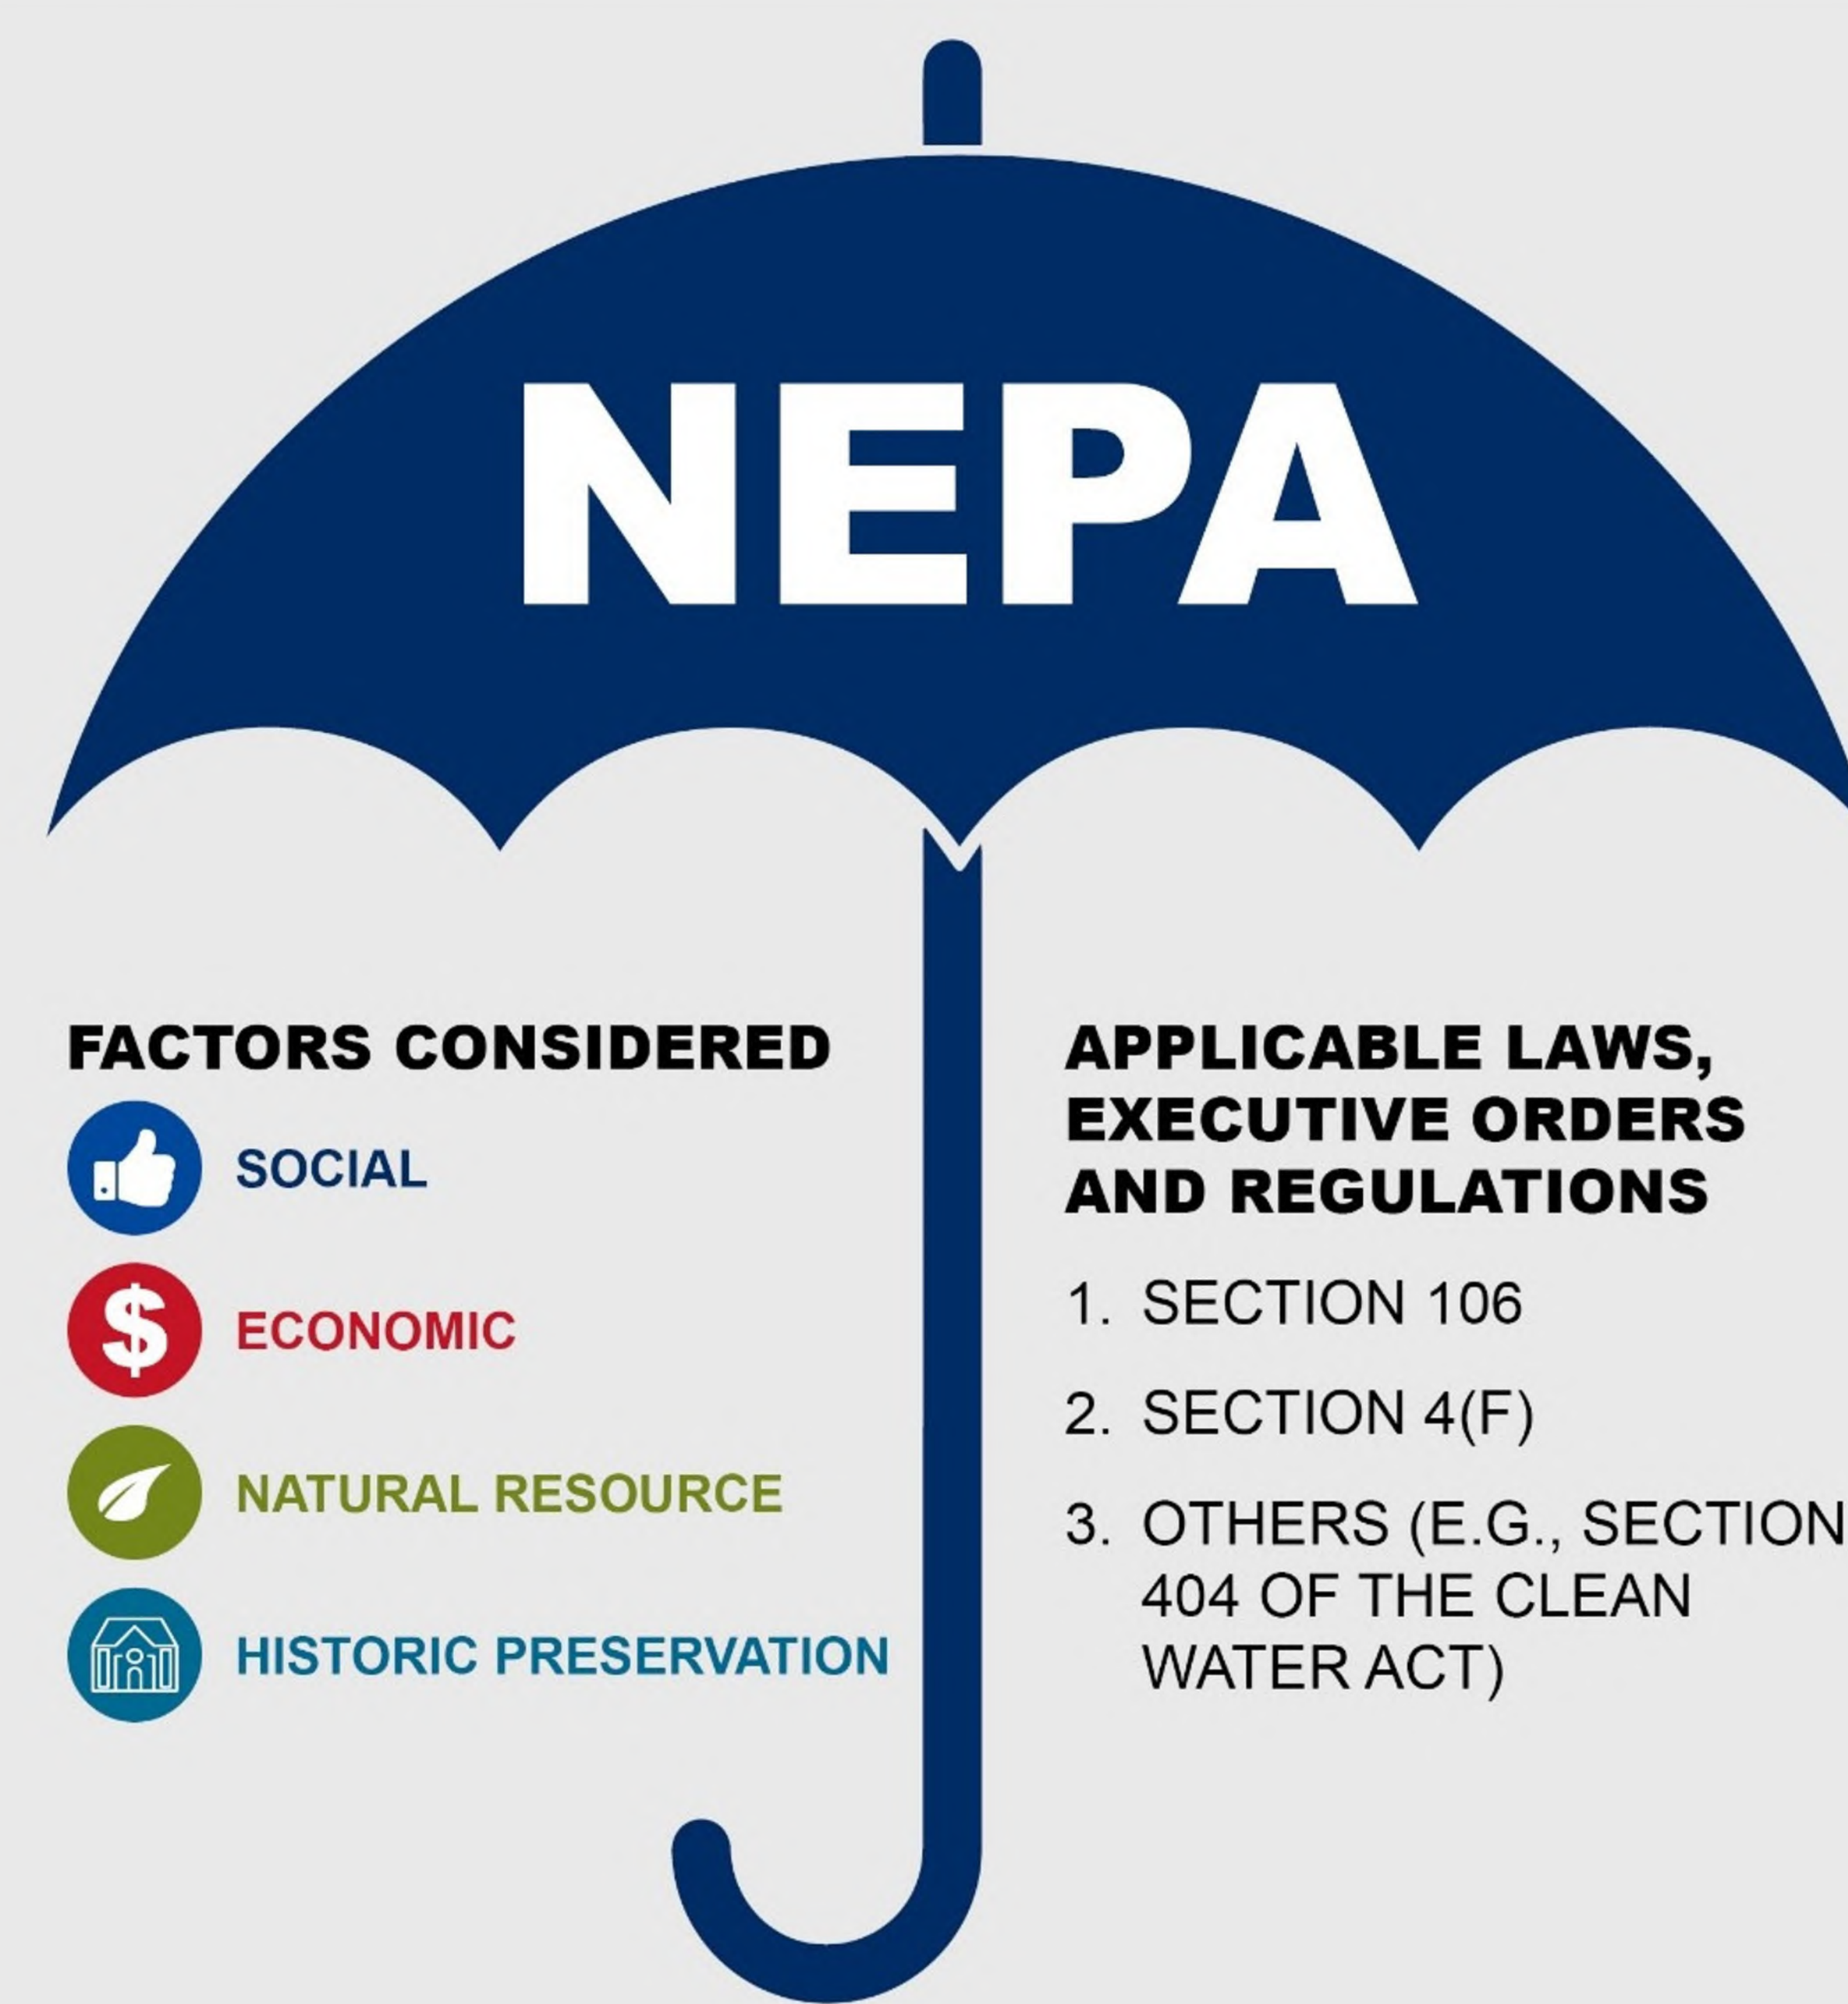 NEPA
FACTORS CONSIDERED
SOCIAL
$
ECONOMIC
NATURAL RESOURCE
HISTORIC PRESERVATION
APPLICABLE LAWS,
EXECUTIVE ORDERS
AND REGULATIONS
1. SECTION 106
2. SECTION 4(F)
3. OTHERS (E.G., SECTION
404 OF THE CLEAN
WATER ACT)